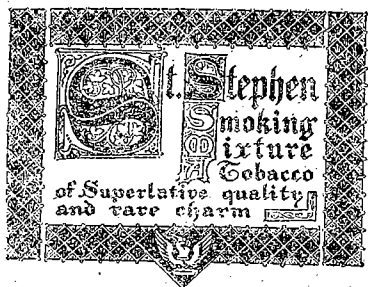 St. Stephen
Smoking
Mixture
A Tobacco
of Superlative quality
and rare charm